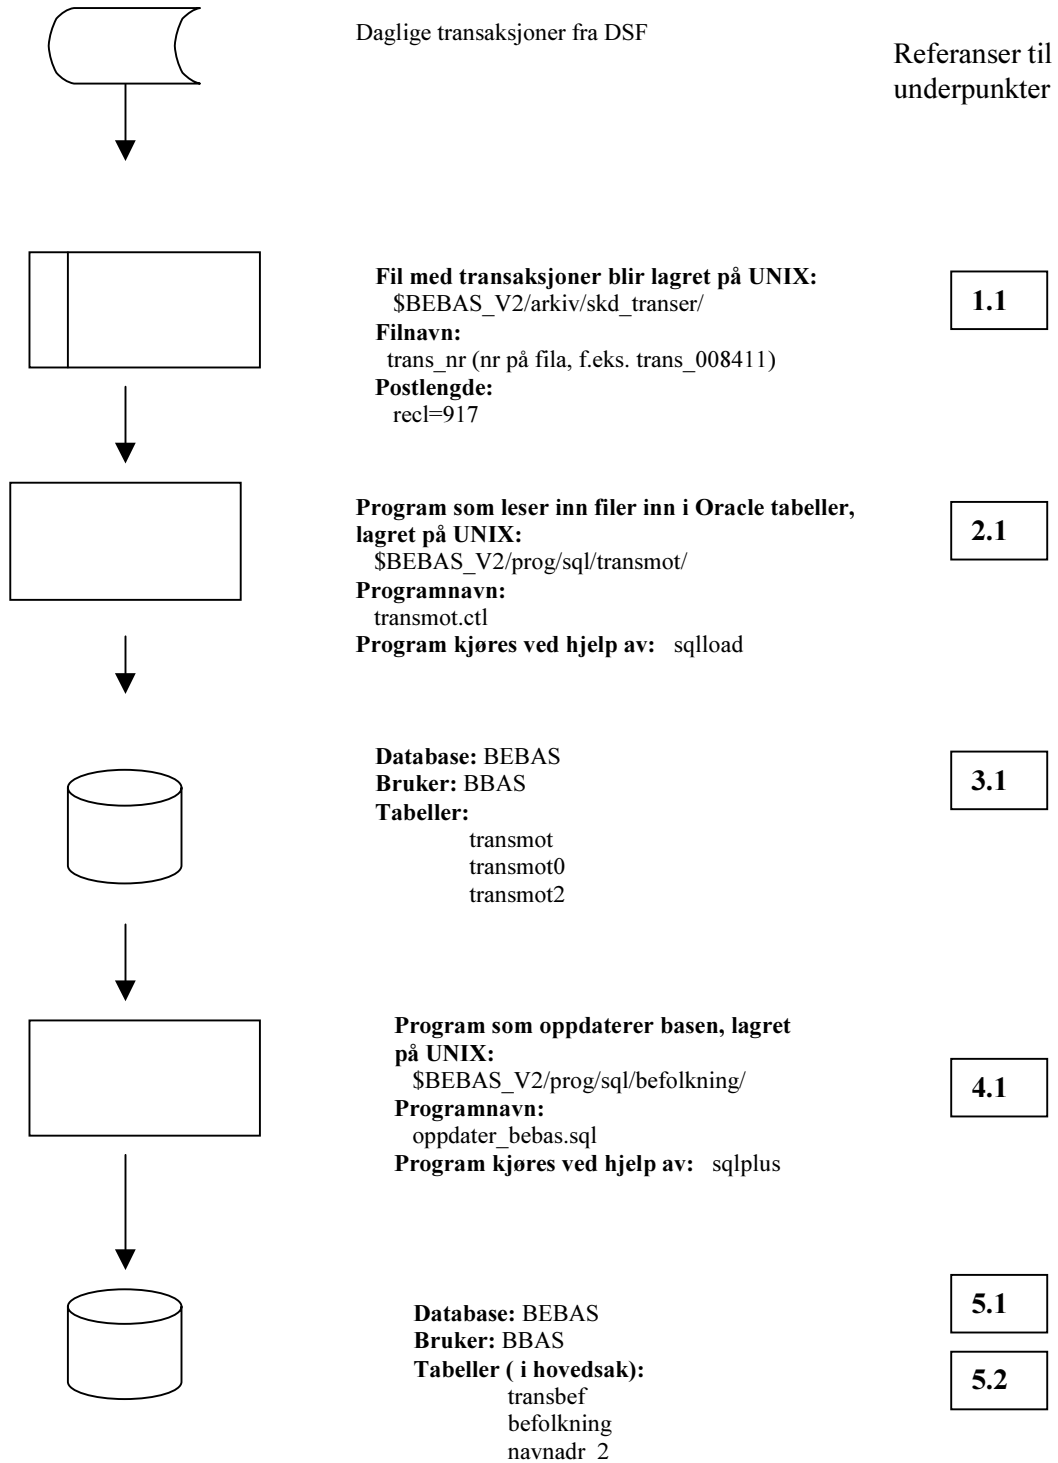 Daglige transaksjoner fra DSF
Referanser til
underpunkter
Fil med transaksjoner blir lagret på UNIX:
$BEBAS_V2/arkiv/skd_transer/
Filnavn:
trans_nr (nr på fila, f.eks. trans_008411)
Postlengde:
recl=917
1.1
Program som leser inn filer inn i Oracle tabeller,
lagret på UNIX:
$BEBAS_V2/prog/sql/transmot/
Programnavn:
transmot.ctl
Program kjøres ved hjelp av: sqlload
2.1
Database: BEBAS
Bruker: BBAS
Tabeller:
transmot
transmot0
transmot2
3.1
Program som oppdaterer basen, lagret
på UNIX:
$BEBAS_V2/prog/sql/befolkning/
Programnavn:
oppdater_bebas.sql
Program kjøres ved hjelp av: sqlplus
4.1
Database: BEBAS
Bruker: BBAS
Tabeller ( i hovedsak):
transbef
befolkning
navnadr_2
5.1
5.2